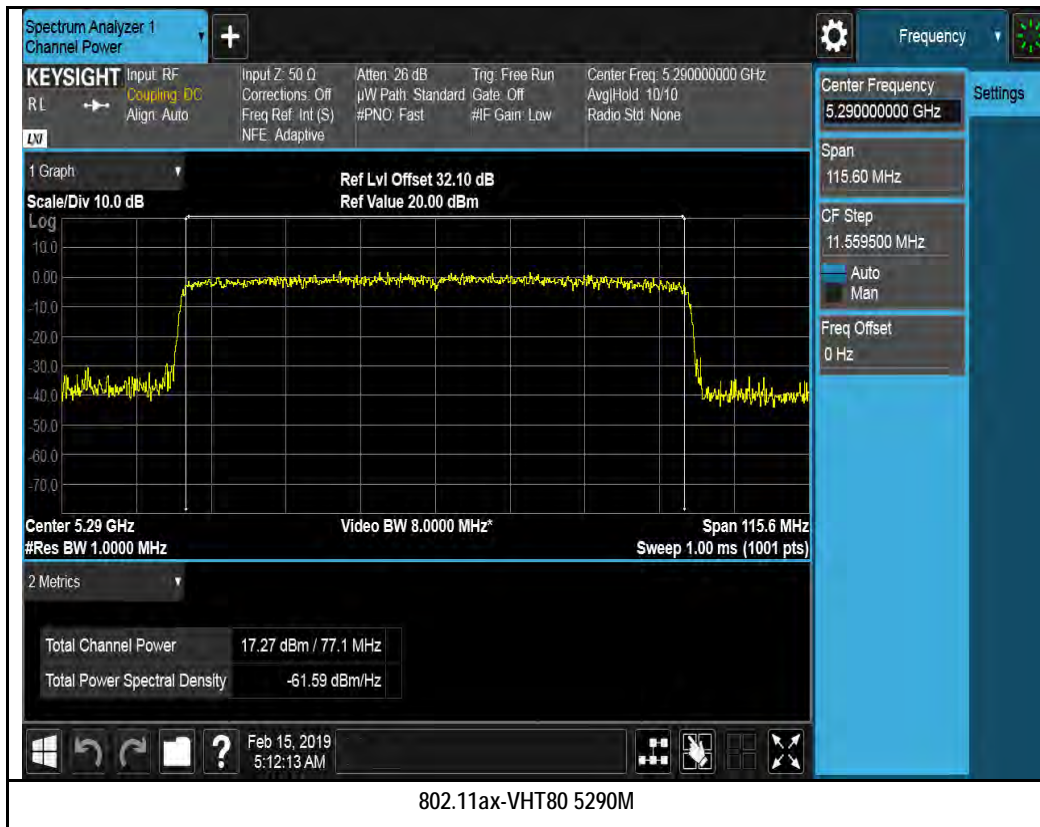 Spectrum Analyzer 1
Channel Power
+
Frequency
KEYSIGHT
RL
LXI
Input: RF
Coupling: DC
Align: Auto
Input Z: 50 Ω
Corrections: Off
Freq Ref: Int (S)
NFE: Adaptive
Atten: 26 dB
µW Path: Standard
#PNO: Fast
Trig: Free Run
Gate: Off
#IF Gain: Low
Center Freq: 5.290000000 GHz
Avg|Hold: 10/10
Radio Std: None
Center Frequency
5.290000000 GHz
Settings
Span
115.60 MHz
CF Step
11.559500 MHz
Auto
Man
Freq Offset
0 Hz
1 Graph
Scale/Div 10.0 dB
Ref Lvl Offset 32.10 dB
Ref Value 20.00 dBm
Log
10.0
0.00
-10.0
-20.0
-30.0
-40.0
-50.0
-60.0
-70.0
Center 5.29 GHz
Video BW 8.0000 MHz*
Span 115.6 MHz
#Res BW 1.0000 MHz
Sweep 1.00 ms (1001 pts)
2 Metrics
Total Channel Power 17.27 dBm / 77.1 MHz
Total Power Spectral Density -61.59 dBm/Hz
?
Feb 15, 2019
5:12:13 AM
802.11ax-VHT80 5290M